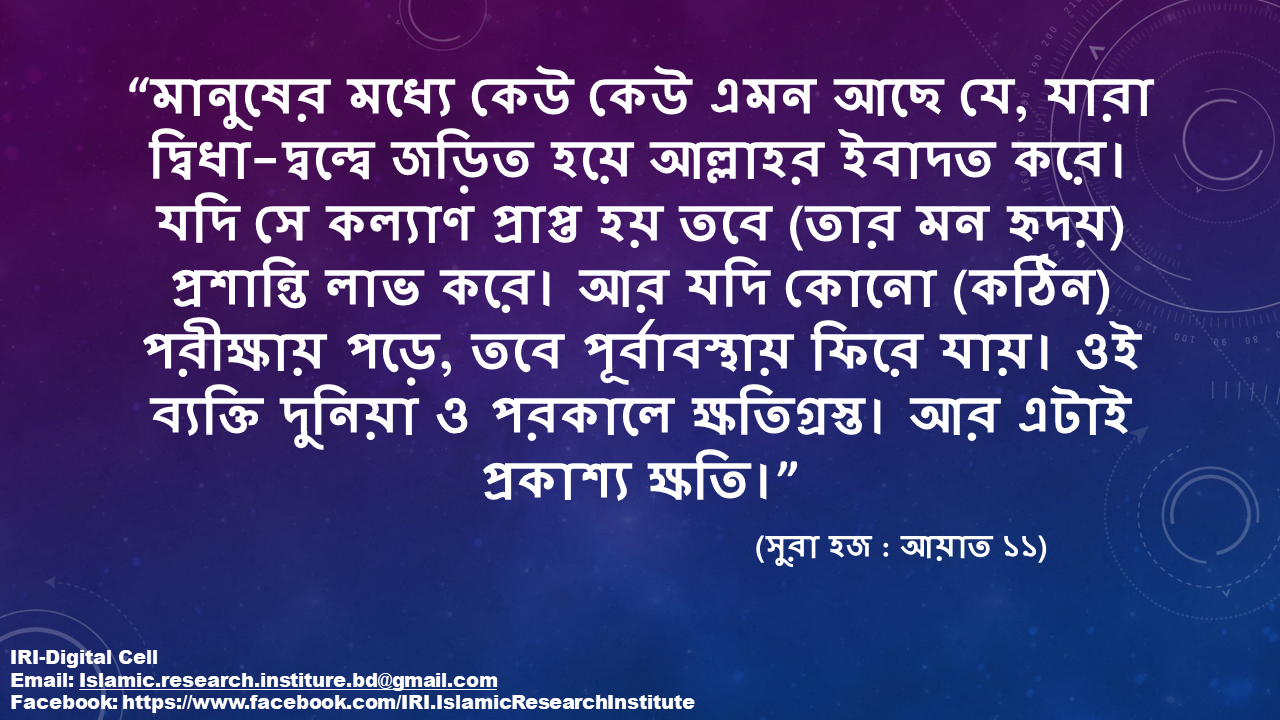 “মানুষের মধ্যে কেউ কেউ এমন আছে যে, যারা
দ্বিধা-দ্বন্দ্বে জড়িত হয়ে আল্লাহর ইবাদত করে।
যদি সে কল্যাণ প্রাপ্ত হয় তবে (তার মন হৃদয়)
প্রশান্তি লাভ করে। আর যদি কোনো (কঠিন)
পরীক্ষায় পড়ে, তবে পূর্বাবস্থায় ফিরে যায়। ওই
ব্যক্তি দুনিয়া ও পরকালে ক্ষতিগ্রস্ত। আর এটাই
প্রকাশ্য ক্ষতি।”
(সুরা হজ : আয়াত ১১)
IRI-Digital Cell
Email: Islamic.research.institure.bd@gmail.com
Facebook: https://www.facebook.com/IRI.IslamicResearchInstitute